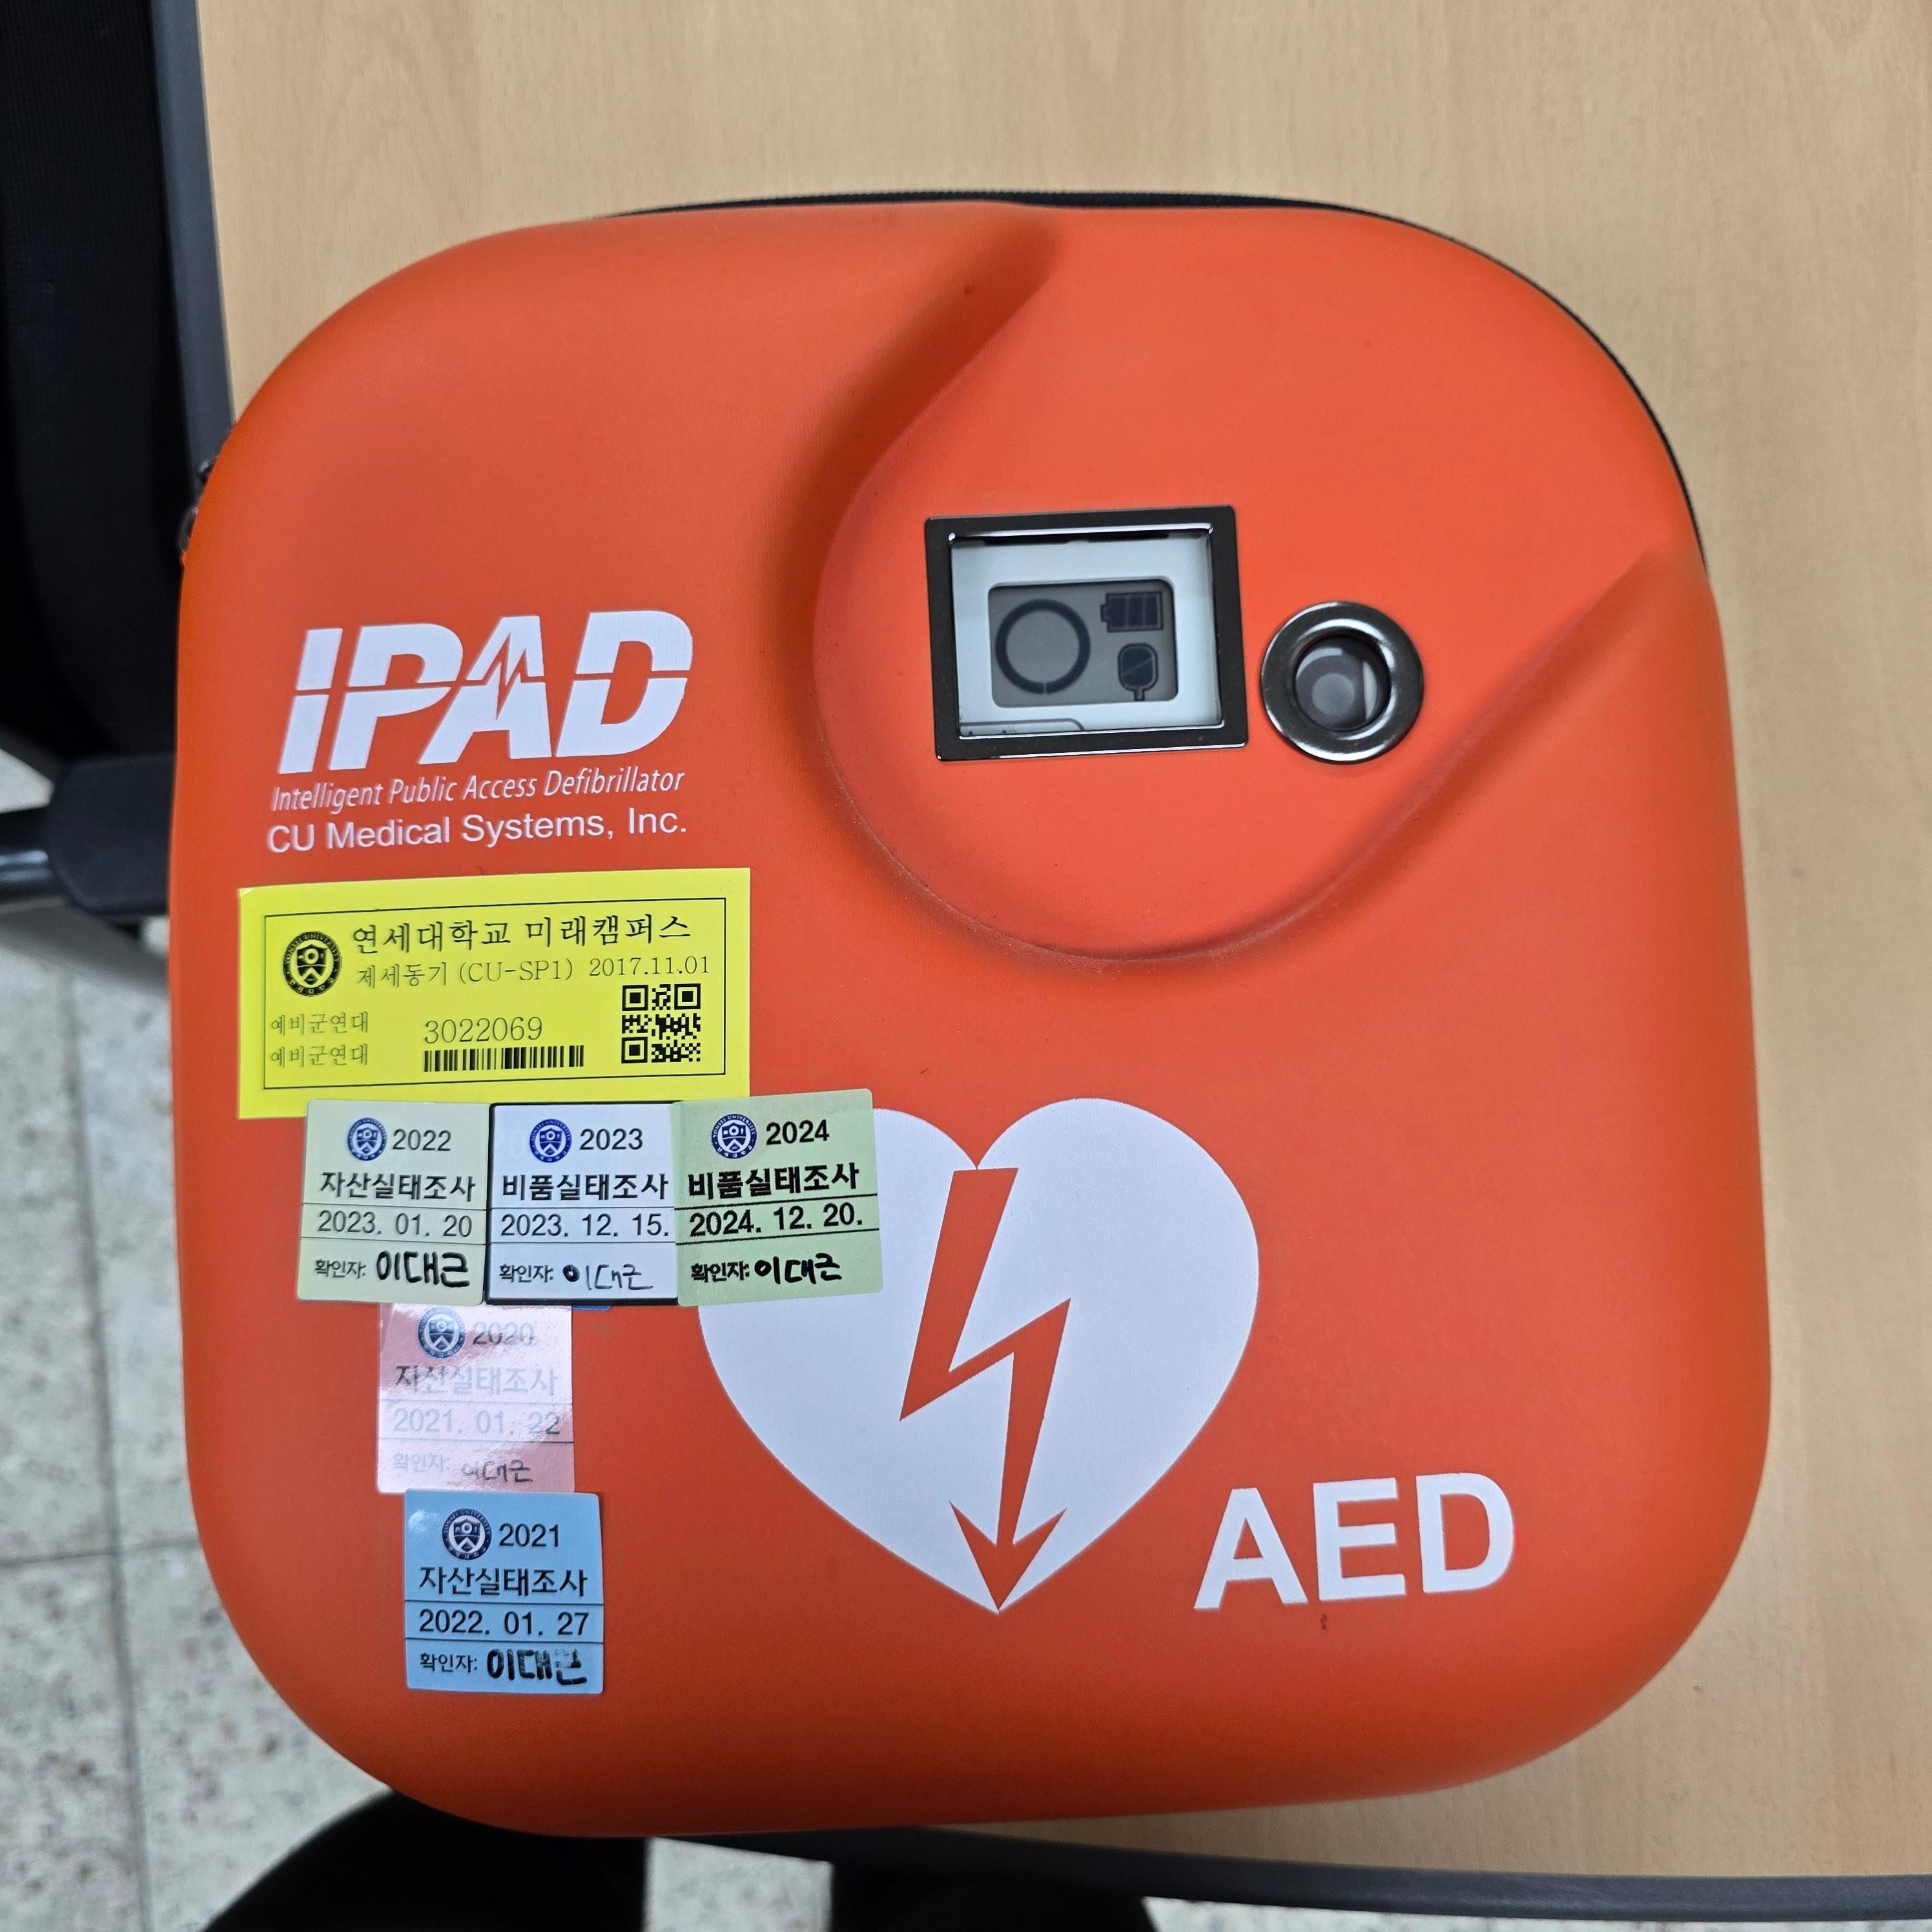 IPAD
Intelligent Public Access Defibrillator
CU Medical Systems, Inc.
연세대학교 미래캠퍼스
제세동기 (CU-SP1) 2017.11.01
예비군연대
3022069
예비군연대
2022
자산실태조사
2023. 01. 20
확인자: 이대근
2023
비품실태조사
2023. 12. 15.
확인자: 이대근
2024
비품실태조사
2024. 12. 20.
확인자: 이대근
2020
자산실태조사
2021. 01. 22
확인자: 이대근
2021
자산실태조사
2022. 01. 27
확인자: 이대근
AED